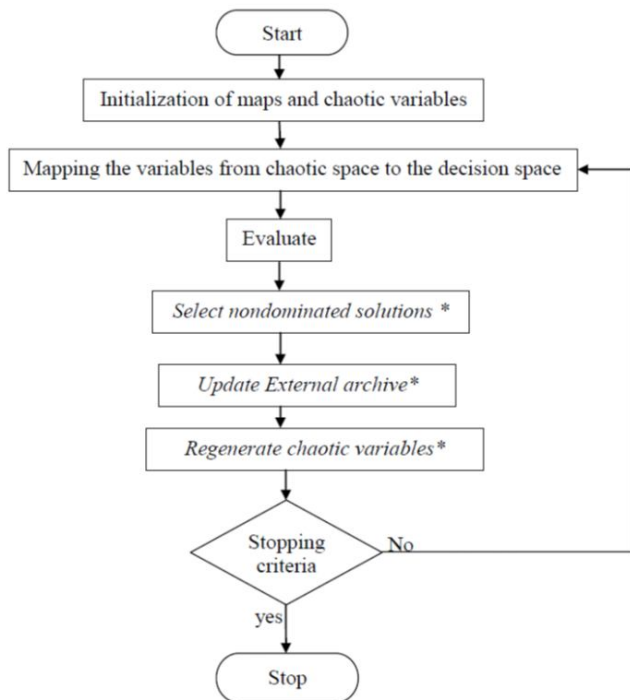 Start
Initialization of maps and chaotic variables
Mapping the variables from chaotic space to the decision space
Evaluate
Select nondominated solutions *
Update External archive*
Regenerate chaotic variables*
Stopping
criteria
No
yes
Stop